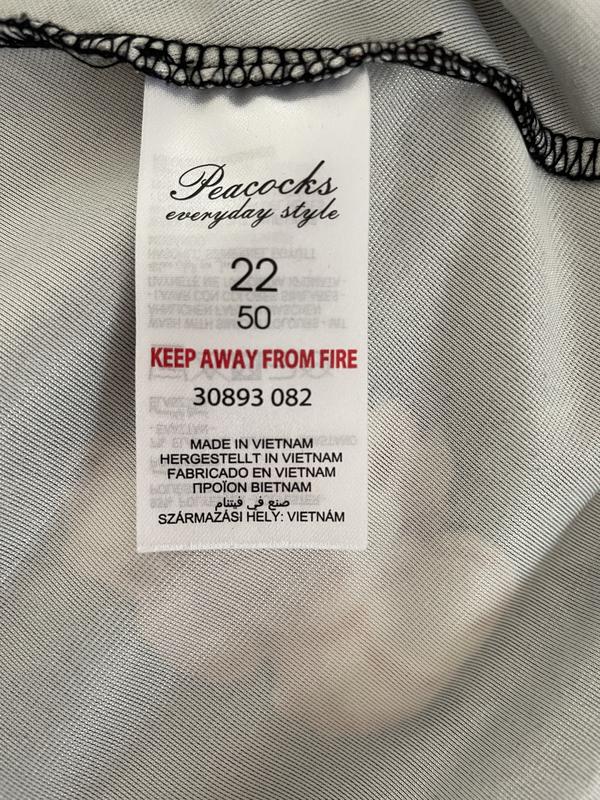 Peacocks
everyday style
22
50
KEEP AWAY FROM FIRE
30893 082
MADE IN VIETNAM
HERGESTELLT IN VIETNAM
FABRICADO EN VIETNAM
ΠΡΟΪΟΝ ΒΙΕΤΝΑΜ
صنع في فيتنام
SZÁRMAZÁSI HELY: VIETNÁM